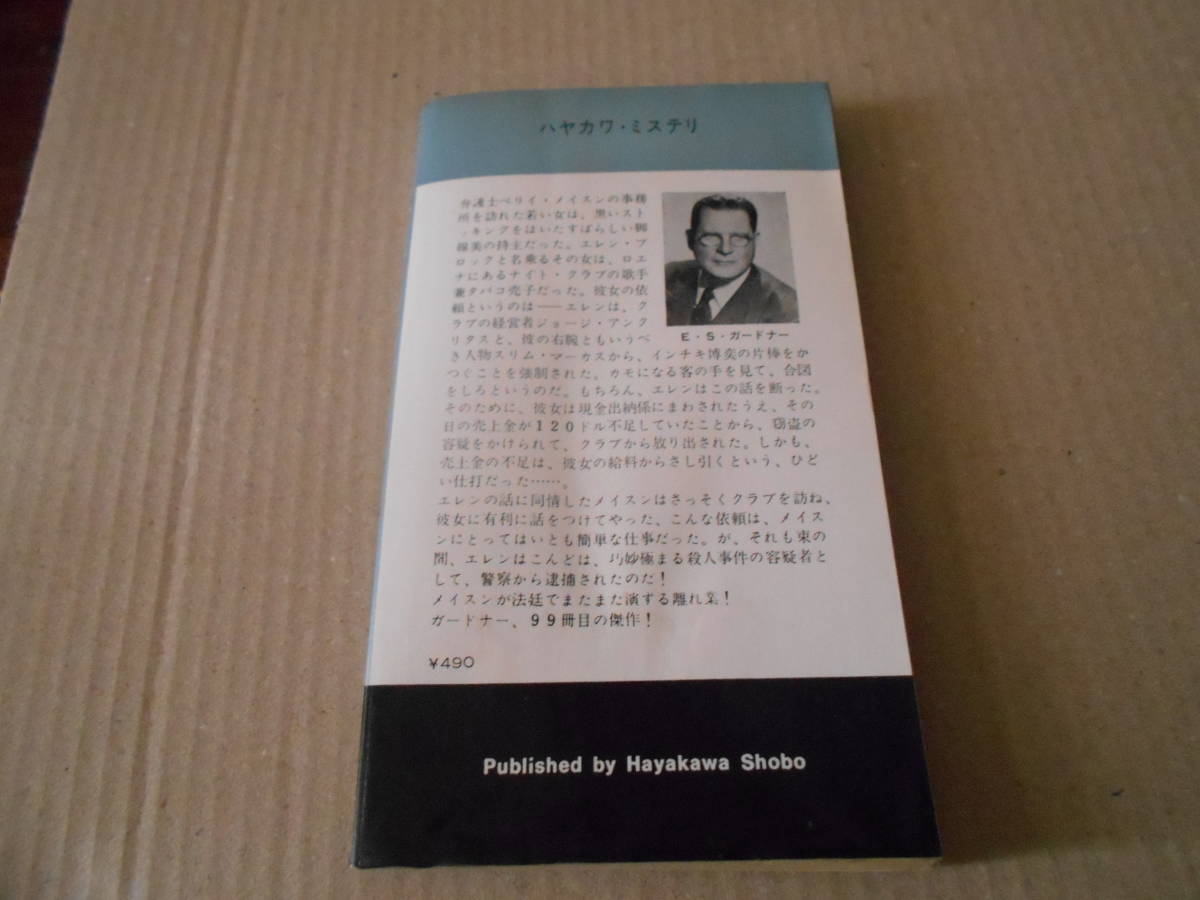 ハヤカワ・ミステリ
弁護士ペリイ・メイスンの事務
所を訪れた若い女は、黒いスト
ッキングをはいたすばらしい脚
線美の持主だった。エレン・ブ
ロックと名乗るその女は、ロエ
ナにあるナイト・クラブの歌手
兼タバコ売子だった。彼女の依
頼というのは——エレンは、ク
ラブの経営者ジョージ・アンク
リタスと、彼の右腕ともいうべ
き人物スリム・マーカスから、インチキ博奕の片棒をか
つぐことを強制された。カモになる客の手を見て、合図
をしろというのだ。もちろん、エレンはこの話を断った。
そのために、彼女は現金出納係にまわされたうえ、その
日の売上金が120ドル不足していたことから、窃盗の
容疑をかけられて、クラブから放り出された。しかも、
売上金の不足は、彼女の給料からさし引くという、ひど
い仕打だった……。
エレンの話に同情したメイスンはさっそくクラブを訪ね、
彼女に有利に話をつけてやった、こんな依頼は、メイス
ンにとってはいとも簡単な仕事だった。が、それも束の
間、エレンはこんどは、巧妙極まる殺人事件の容疑者と
して、警察から逮捕されたのだ！
メイスンが法廷でまたまた演する離れ業！
ガードナー、99冊目の傑作！
E・S・ガードナー
¥490
Published by Hayakawa Shobo